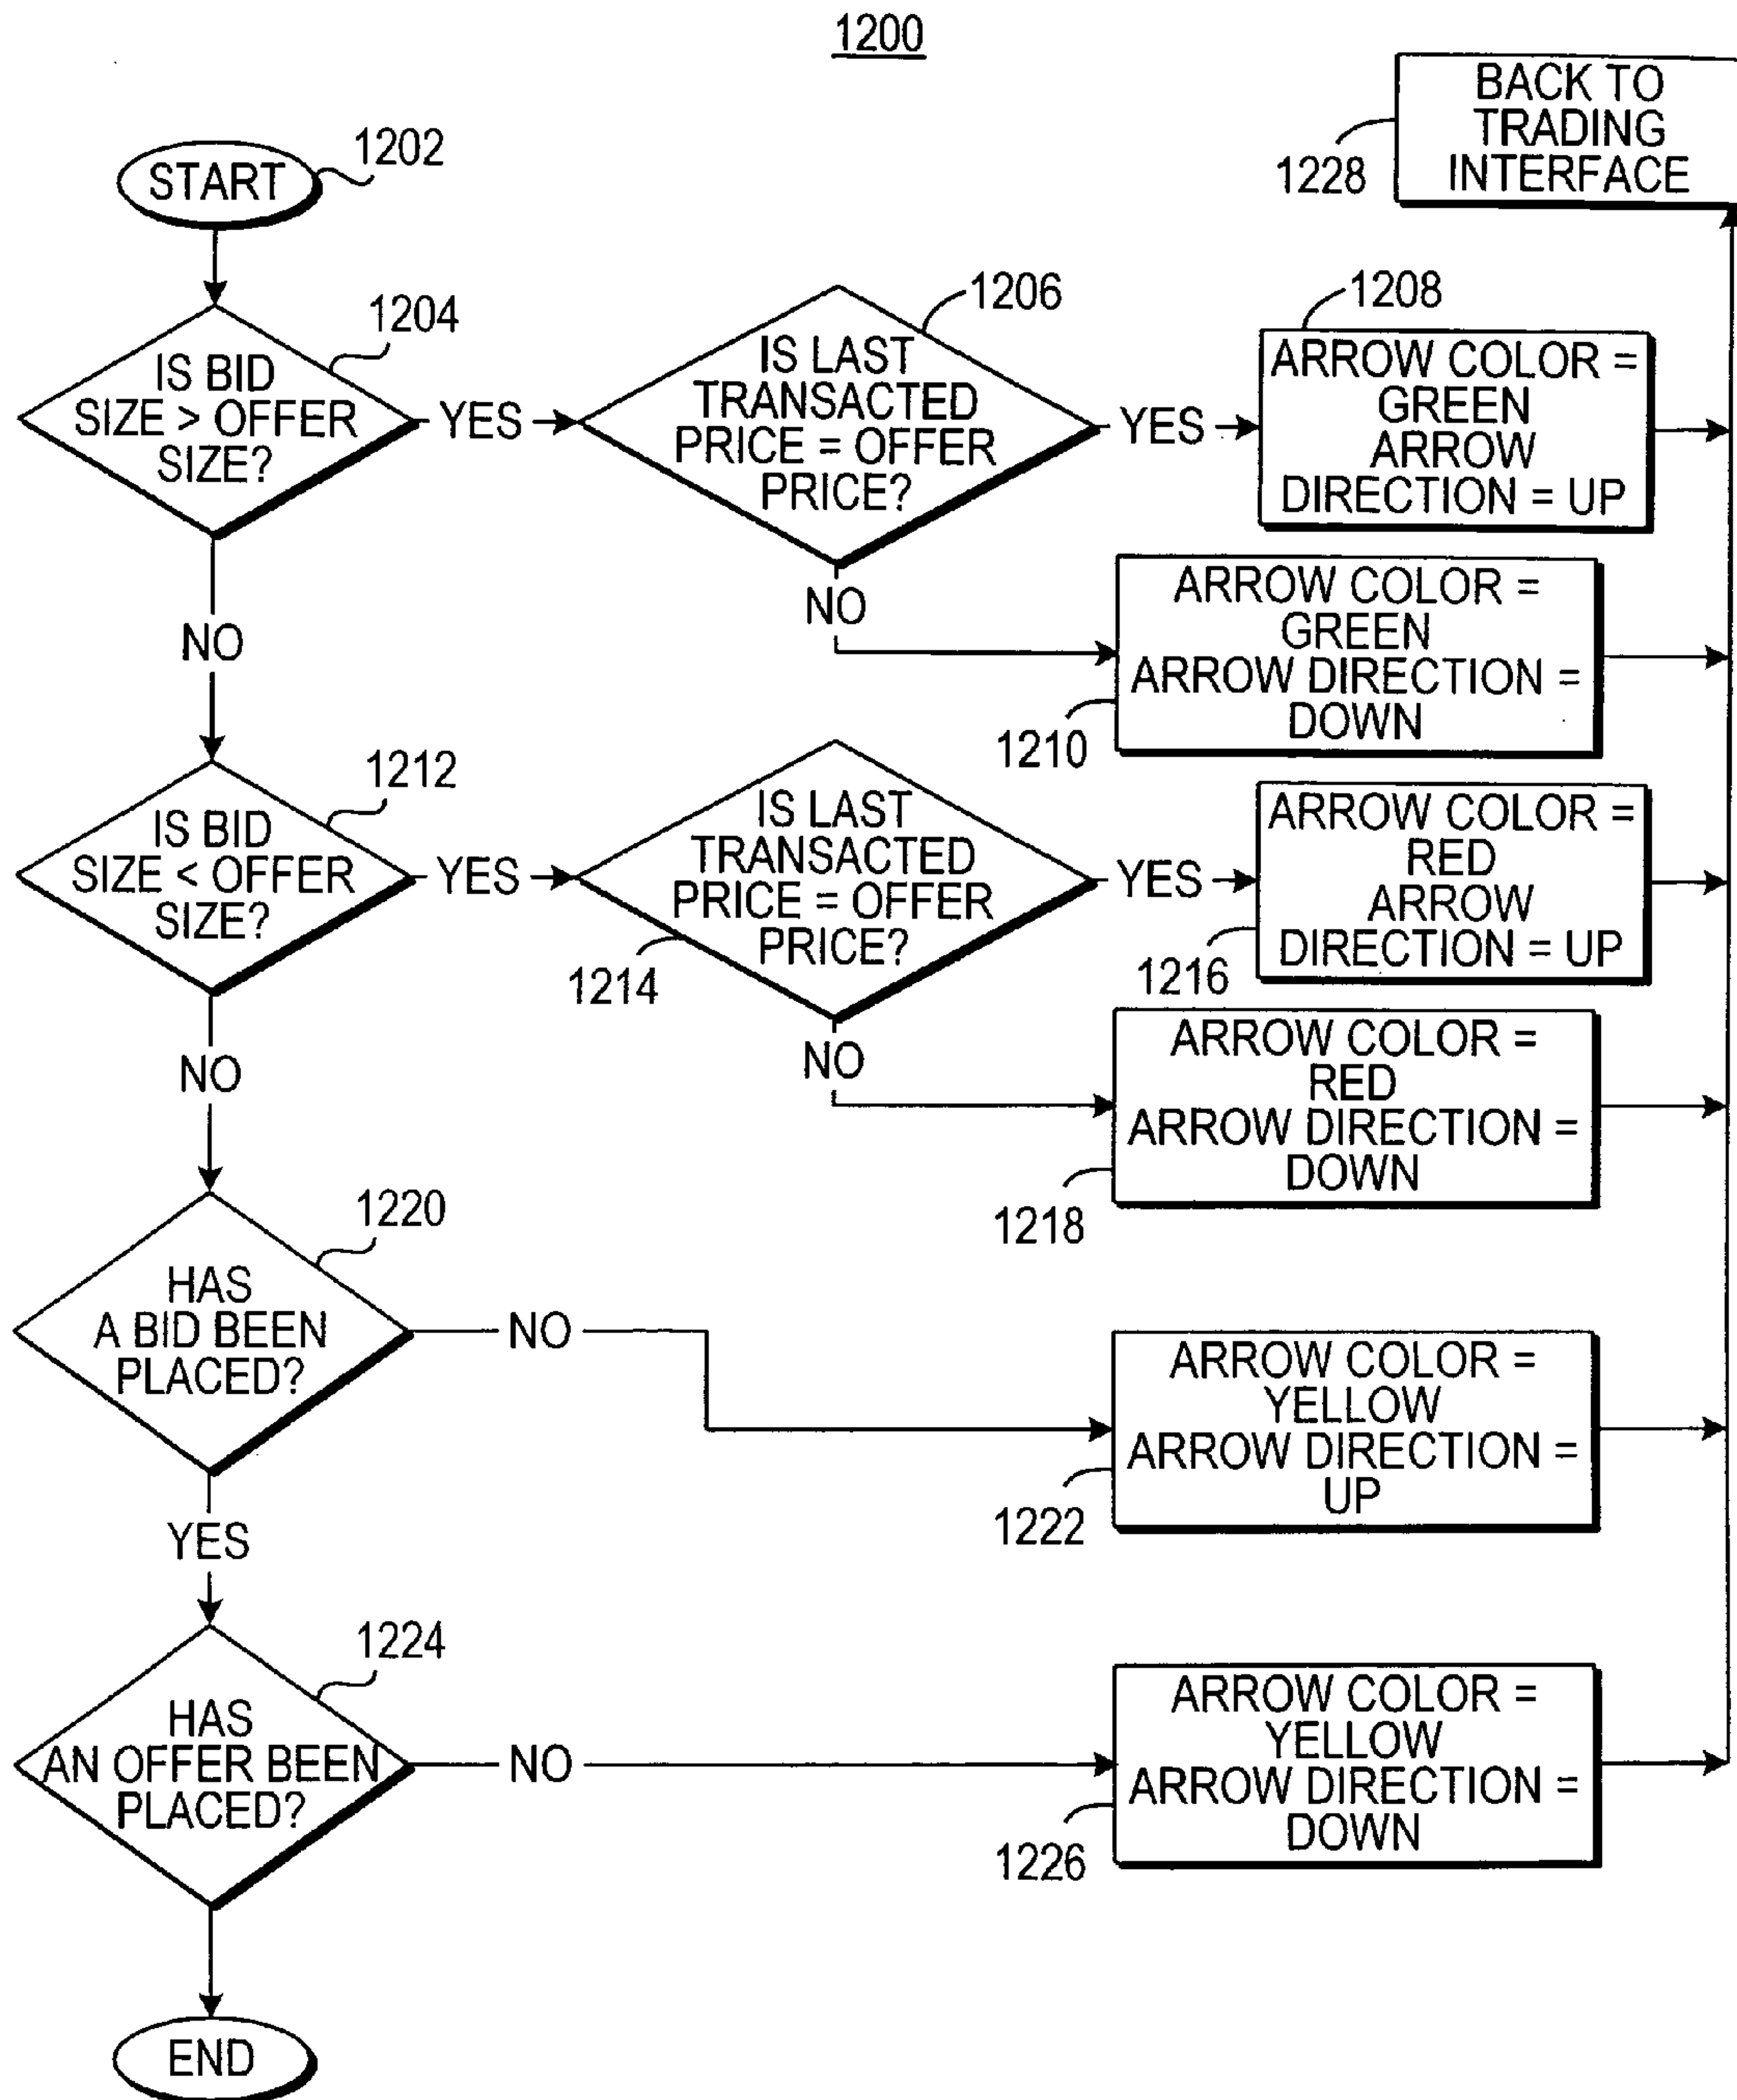 1200
BACK TO
TRADING
INTERFACE
1228
1202
START
1204
IS BID
SIZE > OFFER
SIZE?
YES
1206
IS LAST
TRANSACTED
PRICE = OFFER
PRICE?
YES
1208
ARROW COLOR =
GREEN
ARROW
DIRECTION = UP
NO
NO
ARROW COLOR =
GREEN
ARROW DIRECTION =
DOWN
1210
1212
IS BID
SIZE < OFFER
SIZE?
YES
IS LAST
TRANSACTED
PRICE = OFFER
PRICE?
1214
YES
ARROW COLOR =
RED
ARROW
DIRECTION = UP
1216
NO
NO
ARROW COLOR =
RED
ARROW DIRECTION =
DOWN
1218
1220
HAS
A BID BEEN
PLACED?
NO
ARROW COLOR =
YELLOW
ARROW DIRECTION =
UP
1222
YES
1224
HAS
AN OFFER BEEN
PLACED?
NO
ARROW COLOR =
YELLOW
ARROW DIRECTION =
DOWN
1226
END